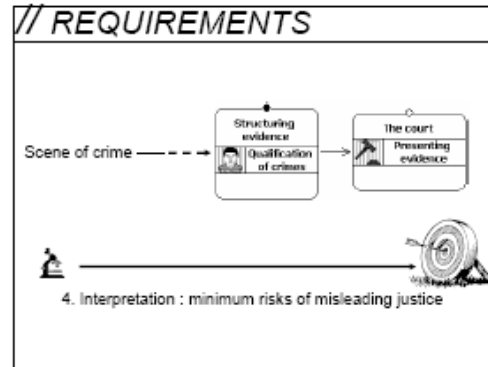 // REQUIREMENTS
Structuring
evidence
Qualification
of crimes
The court
Presenting
evidence
Scene of crime
4. Interpretation : minimum risks of misleading justice